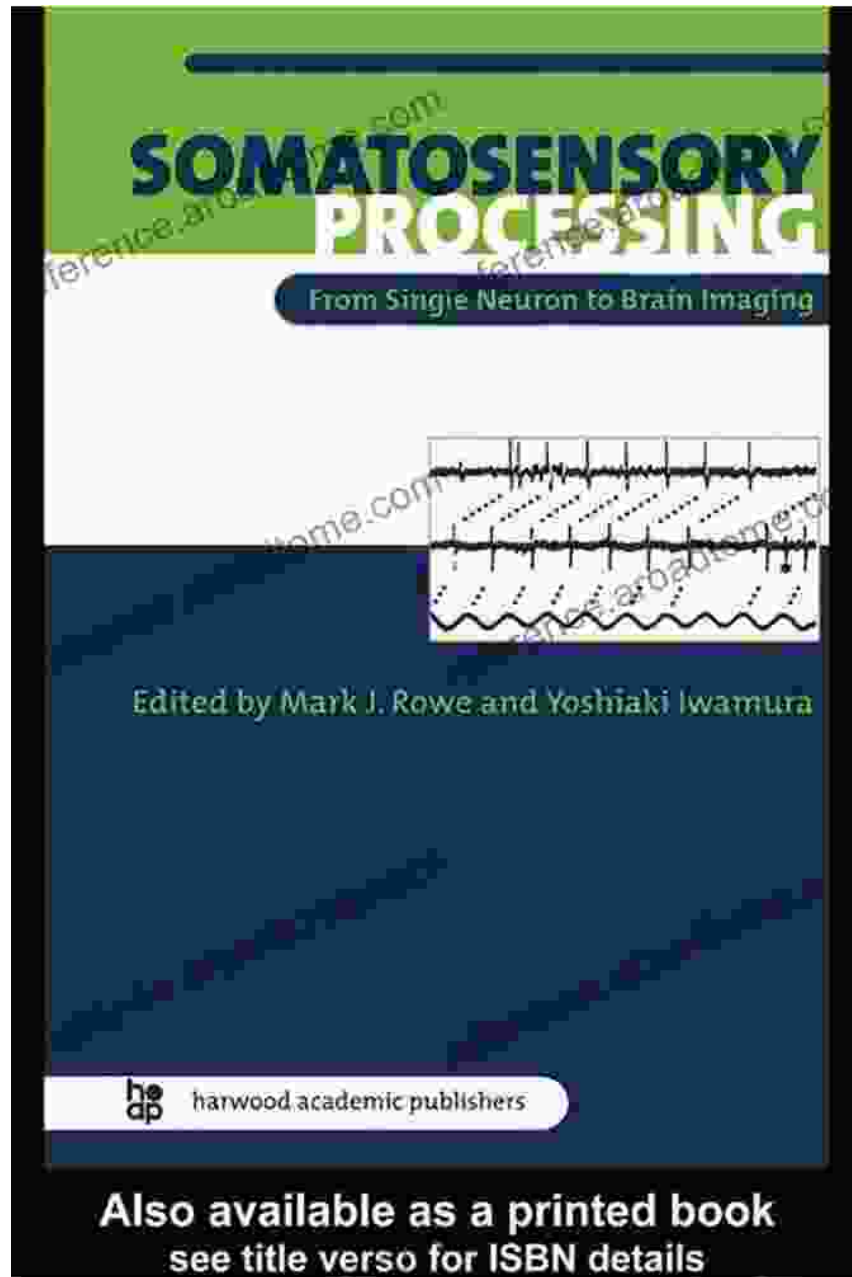 SOMATOSENSORY
PROCESSING
From Single Neuron to Brain Imaging
Edited by Mark J. Rowe and Yoshiaki Iwamura
harwood academic publishers
Also available as a printed book
see title verso for ISBN details